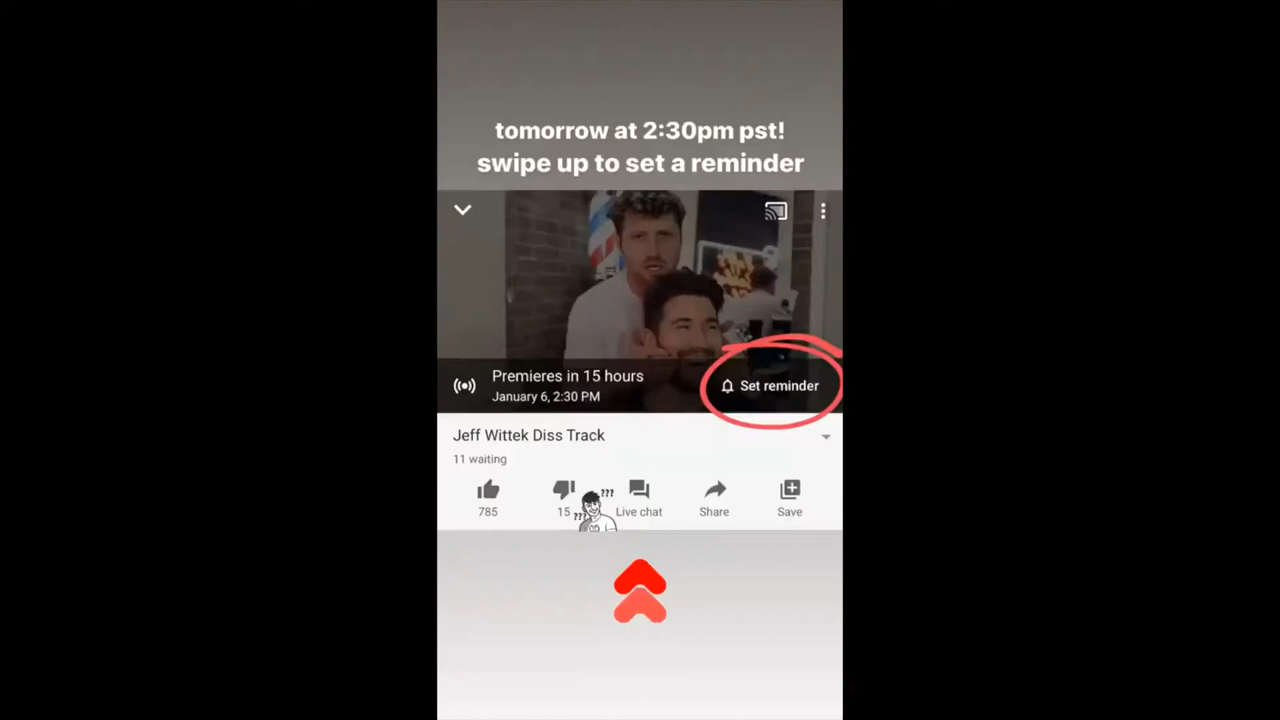 tomorrow at 2:30pm pst!
swipe up to set a reminder
Premieres in 15 hours
January 6, 2:30 PM
Set reminder
Jeff Wittek Diss Track
11 waiting
???
???
785
15
Live chat
Share
Save